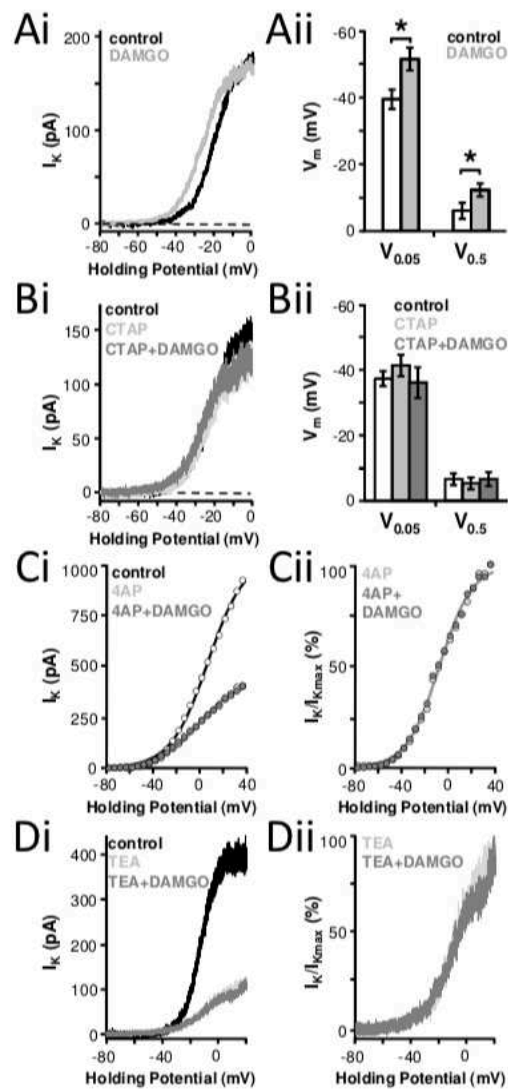 Ai
control
DAMGO
200
100
0
I_K (pA)
-80 -60 -40 -20 0
Holding Potential (mV)
Aii
control
DAMGO
* *
-60
-40
-20
0
V_m (mV)
V_0.05 V_0.5
Bi
control
CTAP
CTAP+DAMGO
150
100
50
0
I_K (pA)
-80 -60 -40 -20 0
Holding Potential (mV)
Bii
control
CTAP
CTAP+DAMGO
-60
-40
-20
0
V_m (mV)
V_0.05 V_0.5
Ci
control
4AP
4AP+DAMGO
1000
750
500
250
0
I_K (pA)
-80 -40 0 40
Holding Potential (mV)
Cii
4AP
4AP+
DAMGO
100
50
0
I_K/I_Kmax (%)
-80 -40 0 40
Holding Potential (mV)
Di
control
TEA
TEA+DAMGO
400
300
200
100
0
I_K (pA)
-80 -40 0
Holding Potential (mV)
Dii
TEA
TEA+DAMGO
100
50
0
I_K/I_Kmax (%)
-80 -40 0
Holding Potential (mV)